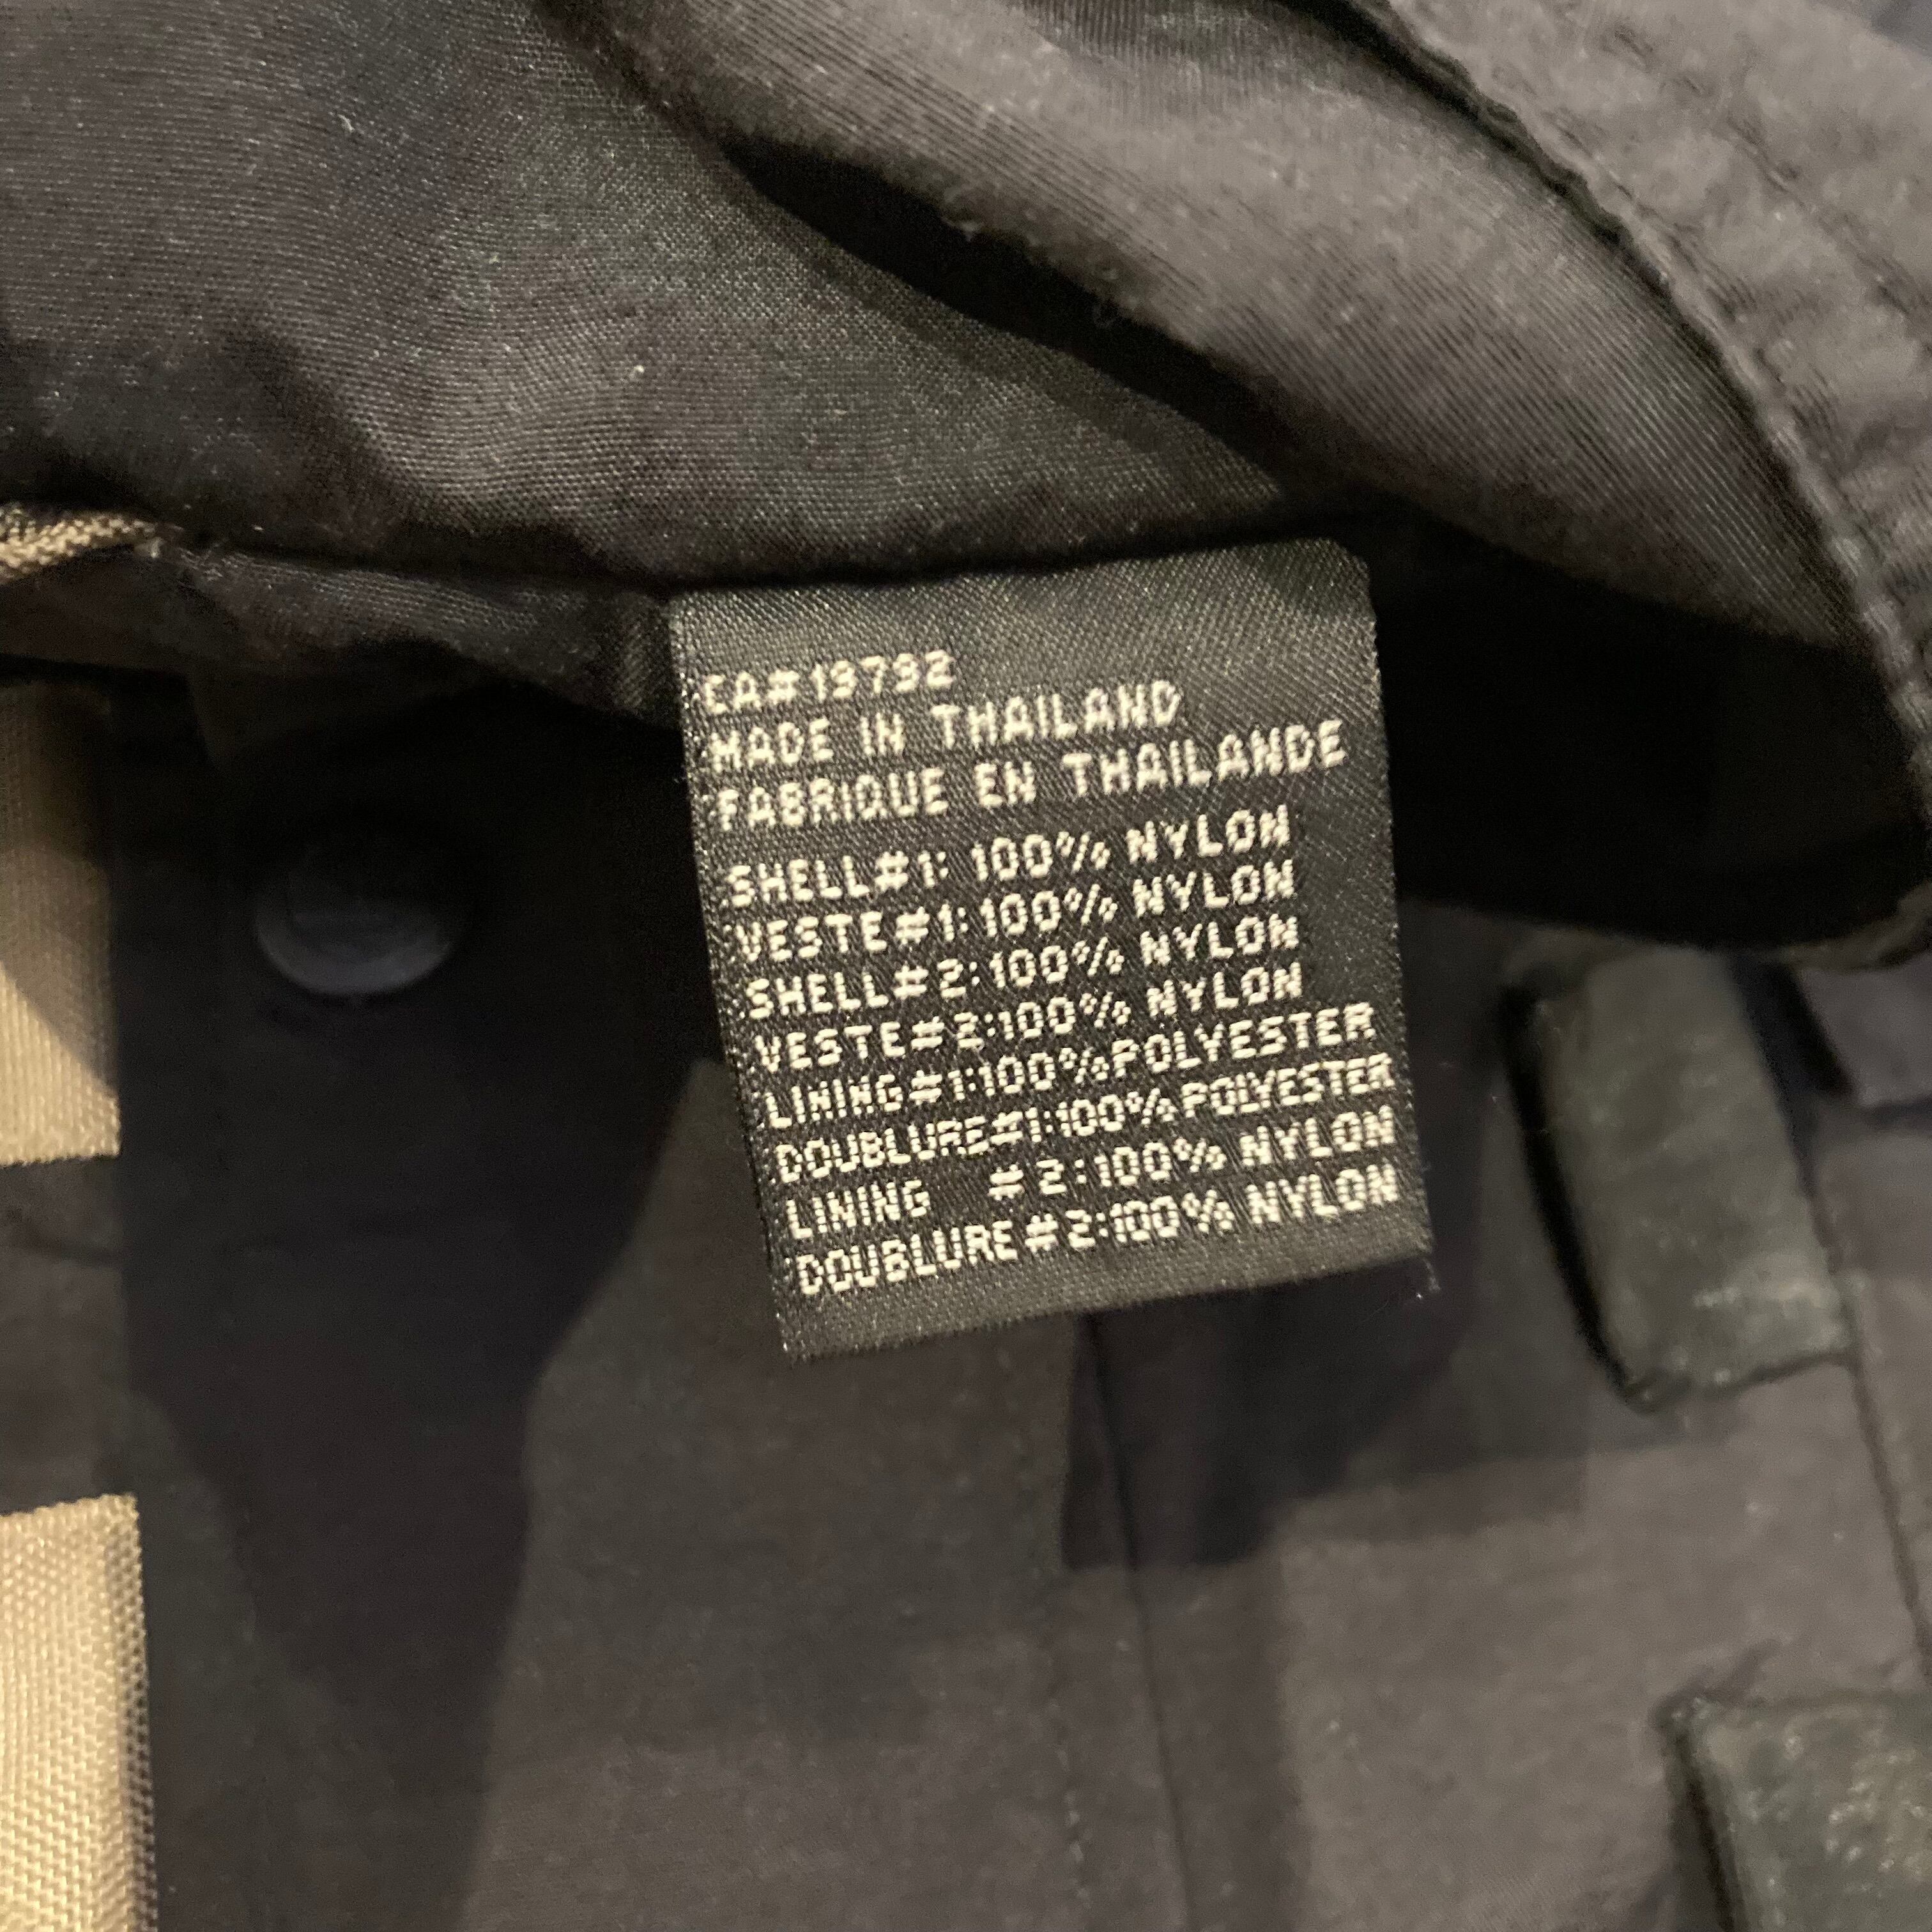 CA#19792
MADE IN THAILAND
FABRIQUE EN THAILANDE
SHELL#1: 100% NYLON
VESTE#1: 100% NYLON
SHELL#2:100% NYLON
VESTE#2:100% NYLON
LINING#1:100%POLYESTER
DOUBLURE#1:100%POLYESTER
LINING #2:100% NYLON
DOUBLURE#2:100% NYLON